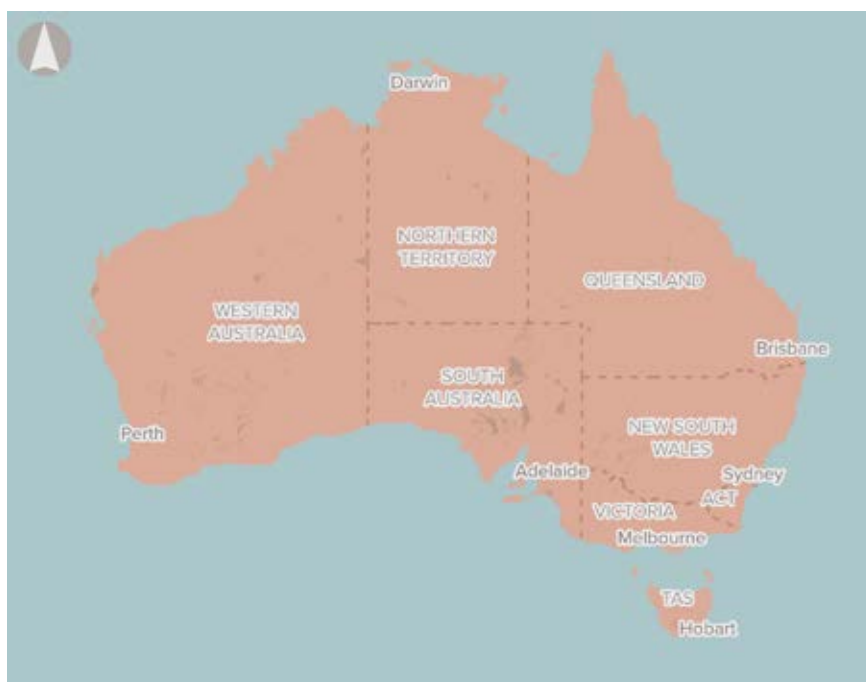 Darwin
NORTHERN
TERRITORY
QUEENSLAND
WESTERN
AUSTRALIA
Brisbane
SOUTH
AUSTRALIA
Perth
NEW SOUTH
WALES
Adelaide
Sydney
ACT
VICTORIA
Melbourne
TAS
Hobart